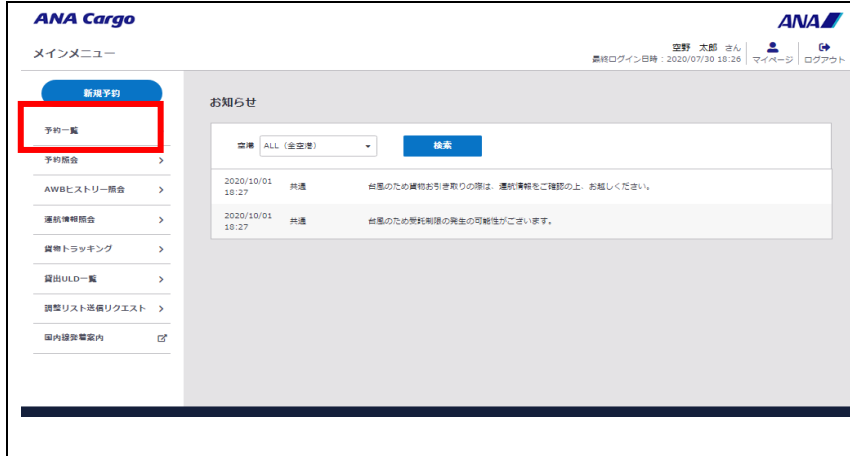 ANA Cargo
ANA
メインメニュー
空野 太郎 さん
最終ログイン日時：2020/07/30 18:26
マイページ
ログアウト
新規予約
予約一覧
予約照会
AWBヒストリー照会
運航情報照会
貨物トラッキング
貸出ULD一覧
調整リスト送信リクエスト
国内線発着案内
お知らせ
空港 ALL（全空港） 検索
2020/10/01 18:27 共通 台風のため貨物お引き取りの際は、運航情報をご確認の上、お越しください。
2020/10/01 18:27 共通 台風のため受託制限の発生の可能性がございます。